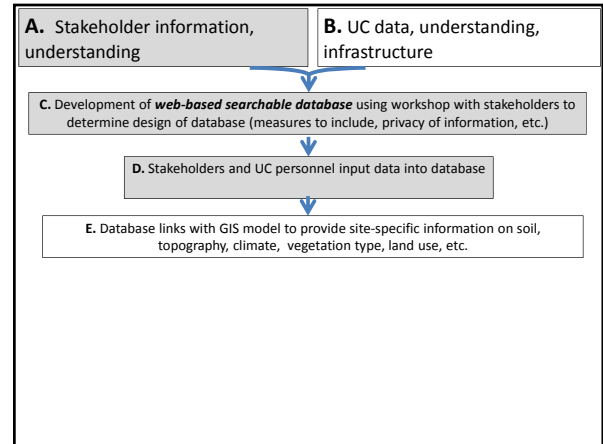 A. Stakeholder information,
understanding
B. UC data, understanding,
infrastructure
C. Development of web-based searchable database using workshop with stakeholders to
determine design of database (measures to include, privacy of information, etc.)
D. Stakeholders and UC personnel input data into database
E. Database links with GIS model to provide site-specific information on soil,
topography, climate, vegetation type, land use, etc.